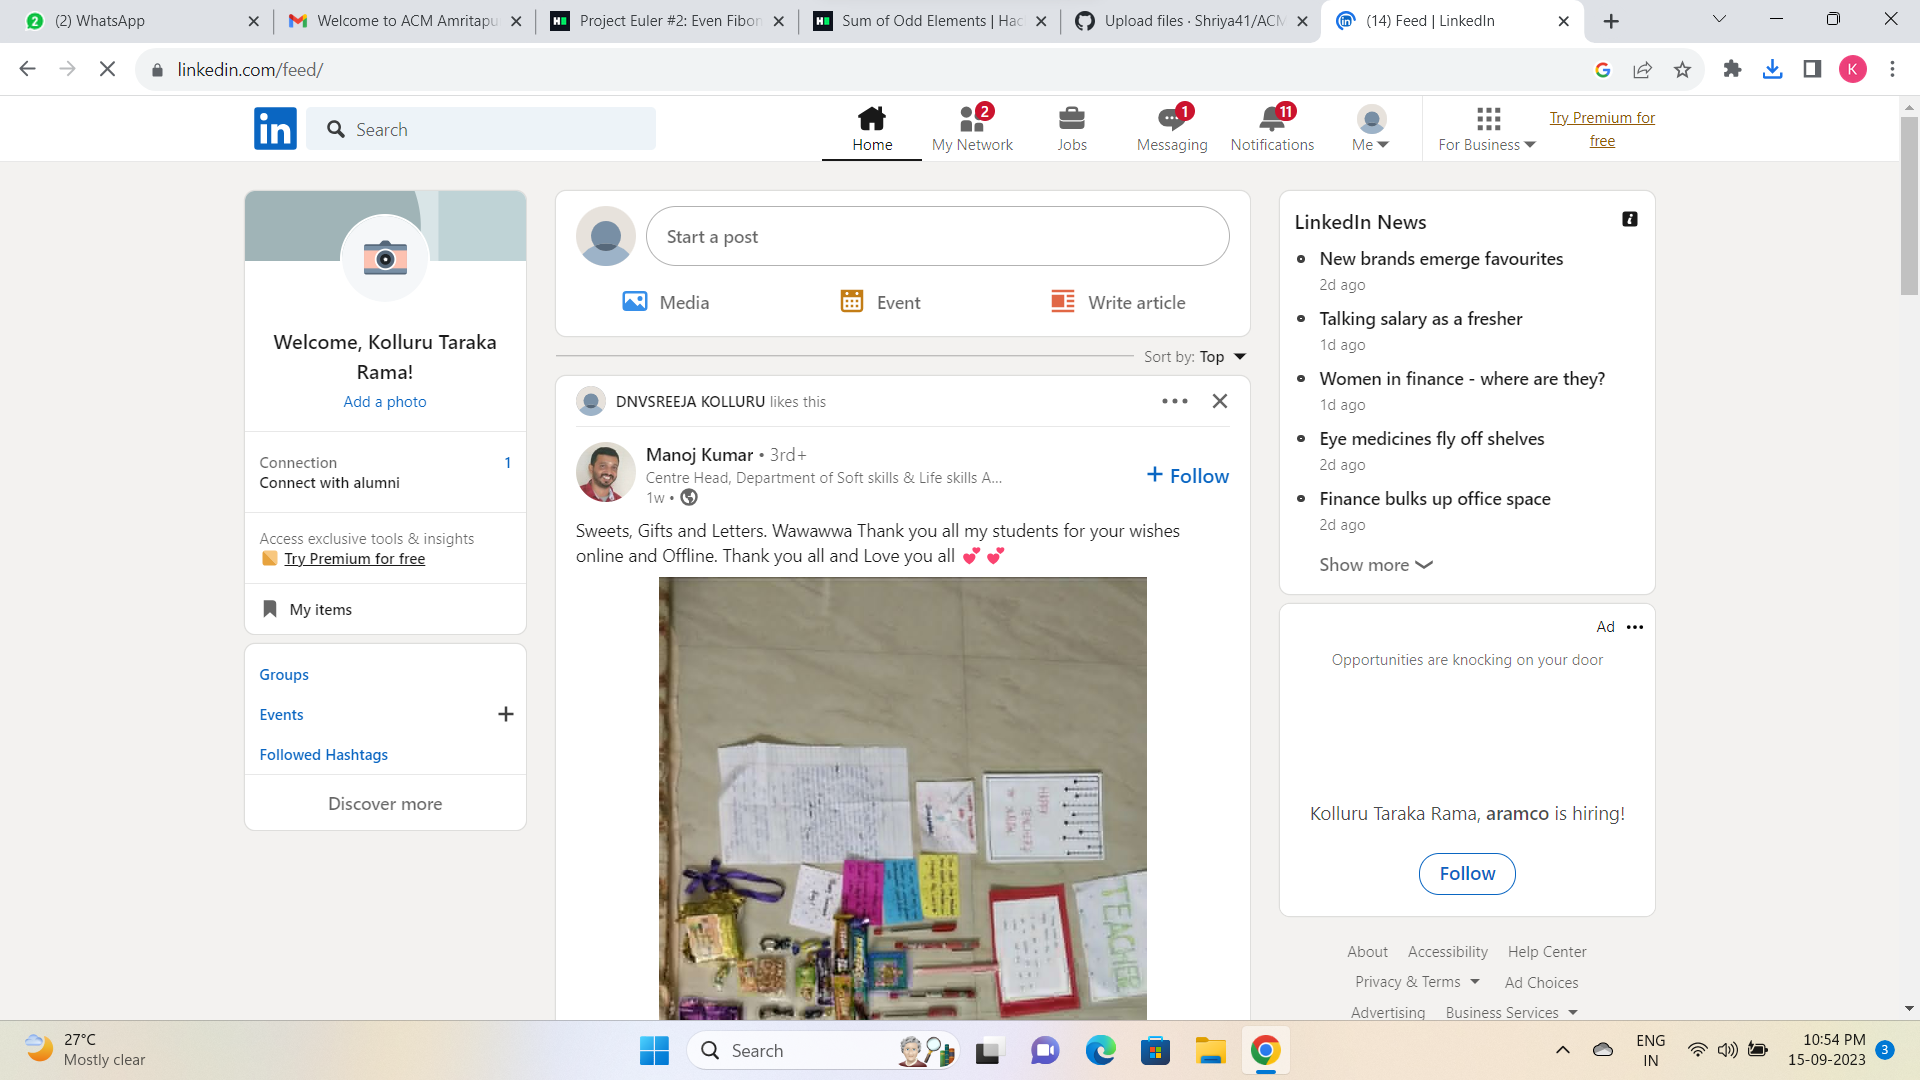 (2) WhatsApp
Welcome to ACM Amritapu
Project Euler #2: Even Fibon
Sum of Odd Elements | Hac
Upload files · Shriya41/ACM
(14) Feed | LinkedIn
linkedin.com/feed/
K
in
Search
Home
2
My Network
Jobs
1
Messaging
11
Notifications
Me
For Business
Try Premium for
free
Welcome, Kolluru Taraka
Rama!
Add a photo
Connection 1
Connect with alumni
Access exclusive tools & insights
Try Premium for free
My items
Groups
Events
Followed Hashtags
Discover more
Start a post
Media
Event
Write article
Sort by: Top
DNVSREEJA KOLLURU likes this
Manoj Kumar • 3rd+
Centre Head, Department of Soft skills & Life skills A...
1w •
+ Follow
Sweets, Gifts and Letters. Wawawwa Thank you all my students for your wishes
online and Offline. Thank you all and Love you all 💕 💕
TEACHER
LinkedIn News
New brands emerge favourites
2d ago
Talking salary as a fresher
1d ago
Women in finance - where are they?
1d ago
Eye medicines fly off shelves
2d ago
Finance bulks up office space
2d ago
Show more
Ad
Opportunities are knocking on your door
Kolluru Taraka Rama, aramco is hiring!
Follow
About Accessibility Help Center
Privacy & Terms Ad Choices
Advertising Business Services
27°C
Mostly clear
Search
ENG
IN
10:54 PM
15-09-2023
3